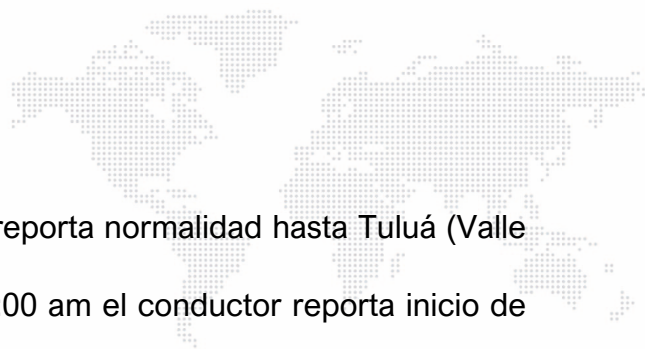 reporta normalidad hasta Tuluá (Valle
00 am el conductor reporta inicio de